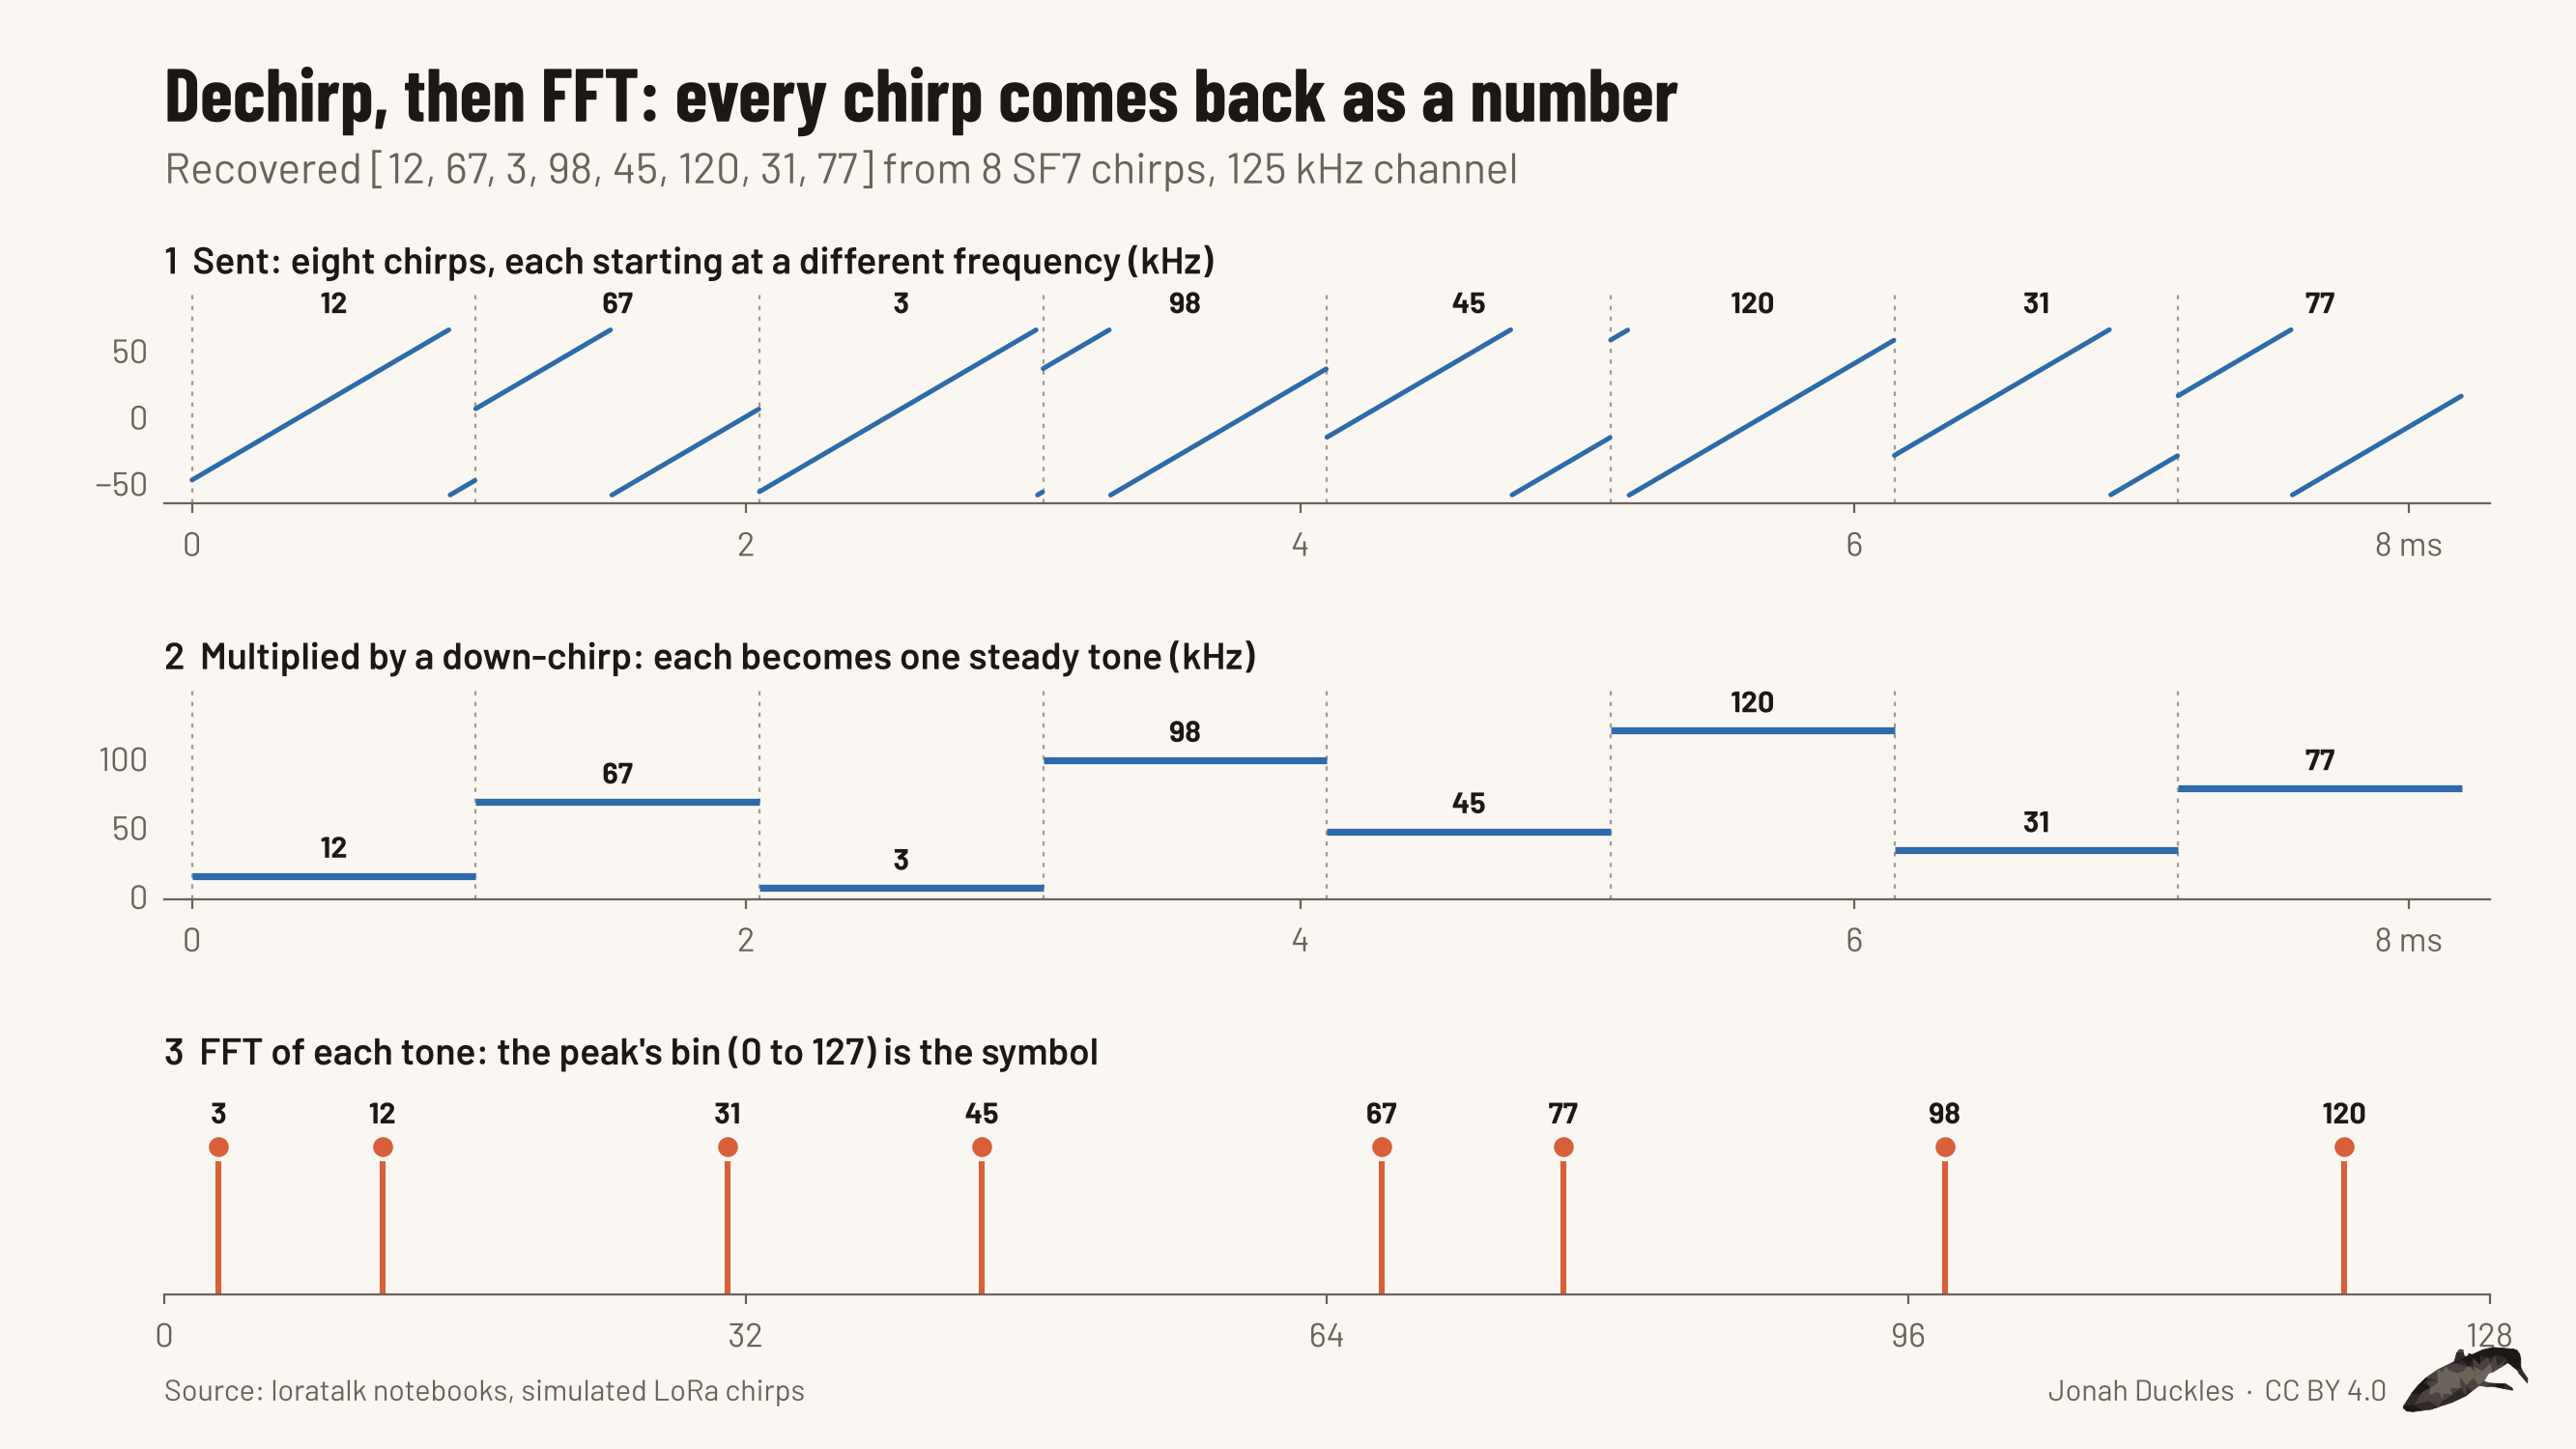 Dechirp, then FFT: every chirp comes back as a number
Recovered [12, 67, 3, 98, 45, 120, 31, 77] from 8 SF7 chirps, 125 kHz channel
1 Sent: eight chirps, each starting at a different frequency (kHz)
12 67 3 98 45 120 31 77
50
0
−50
0 2 4 6 8 ms
2 Multiplied by a down-chirp: each becomes one steady tone (kHz)
120
98
77
67
45
31
12
3
100
50
0
0 2 4 6 8 ms
3 FFT of each tone: the peak's bin (0 to 127) is the symbol
3 12 31 45 67 77 98 120
0 32 64 96 128
Source: loratalk notebooks, simulated LoRa chirps
Jonah Duckles · CC BY 4.0